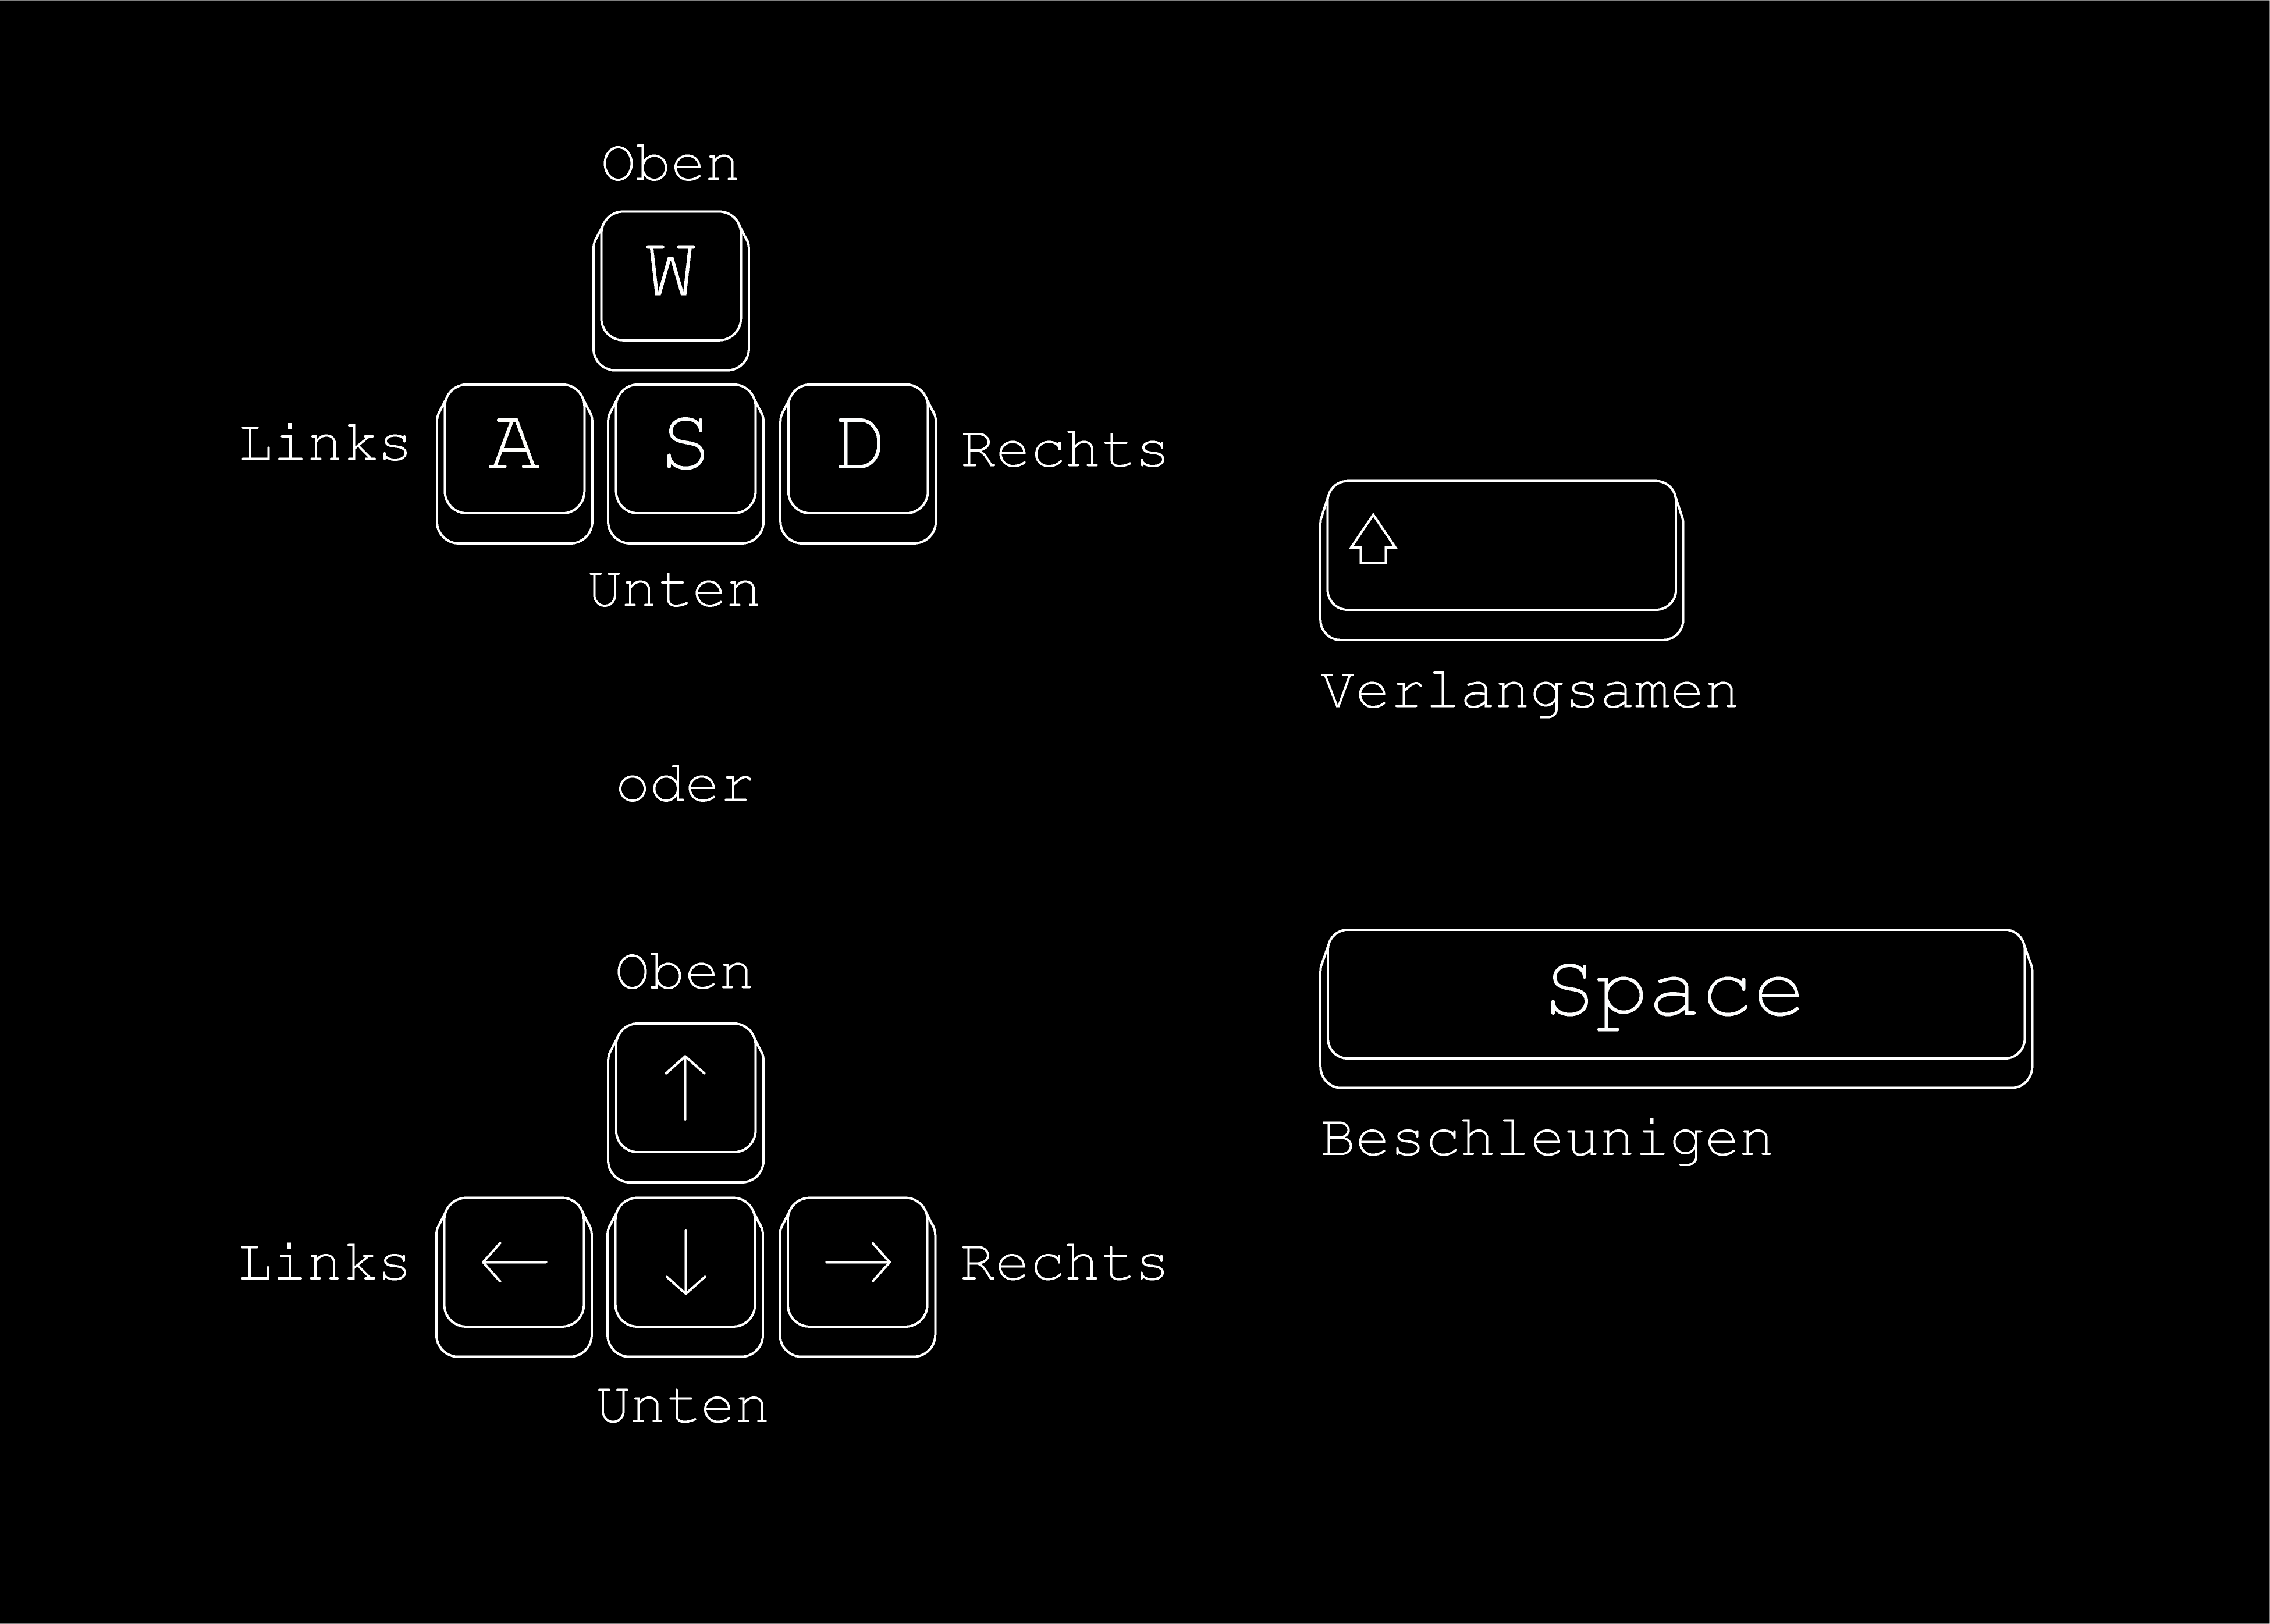 Oben
W
Links A S D Rechts
Unten
oder
Oben
Links Rechts
Unten
Verlangsamen
Space
Beschleunigen